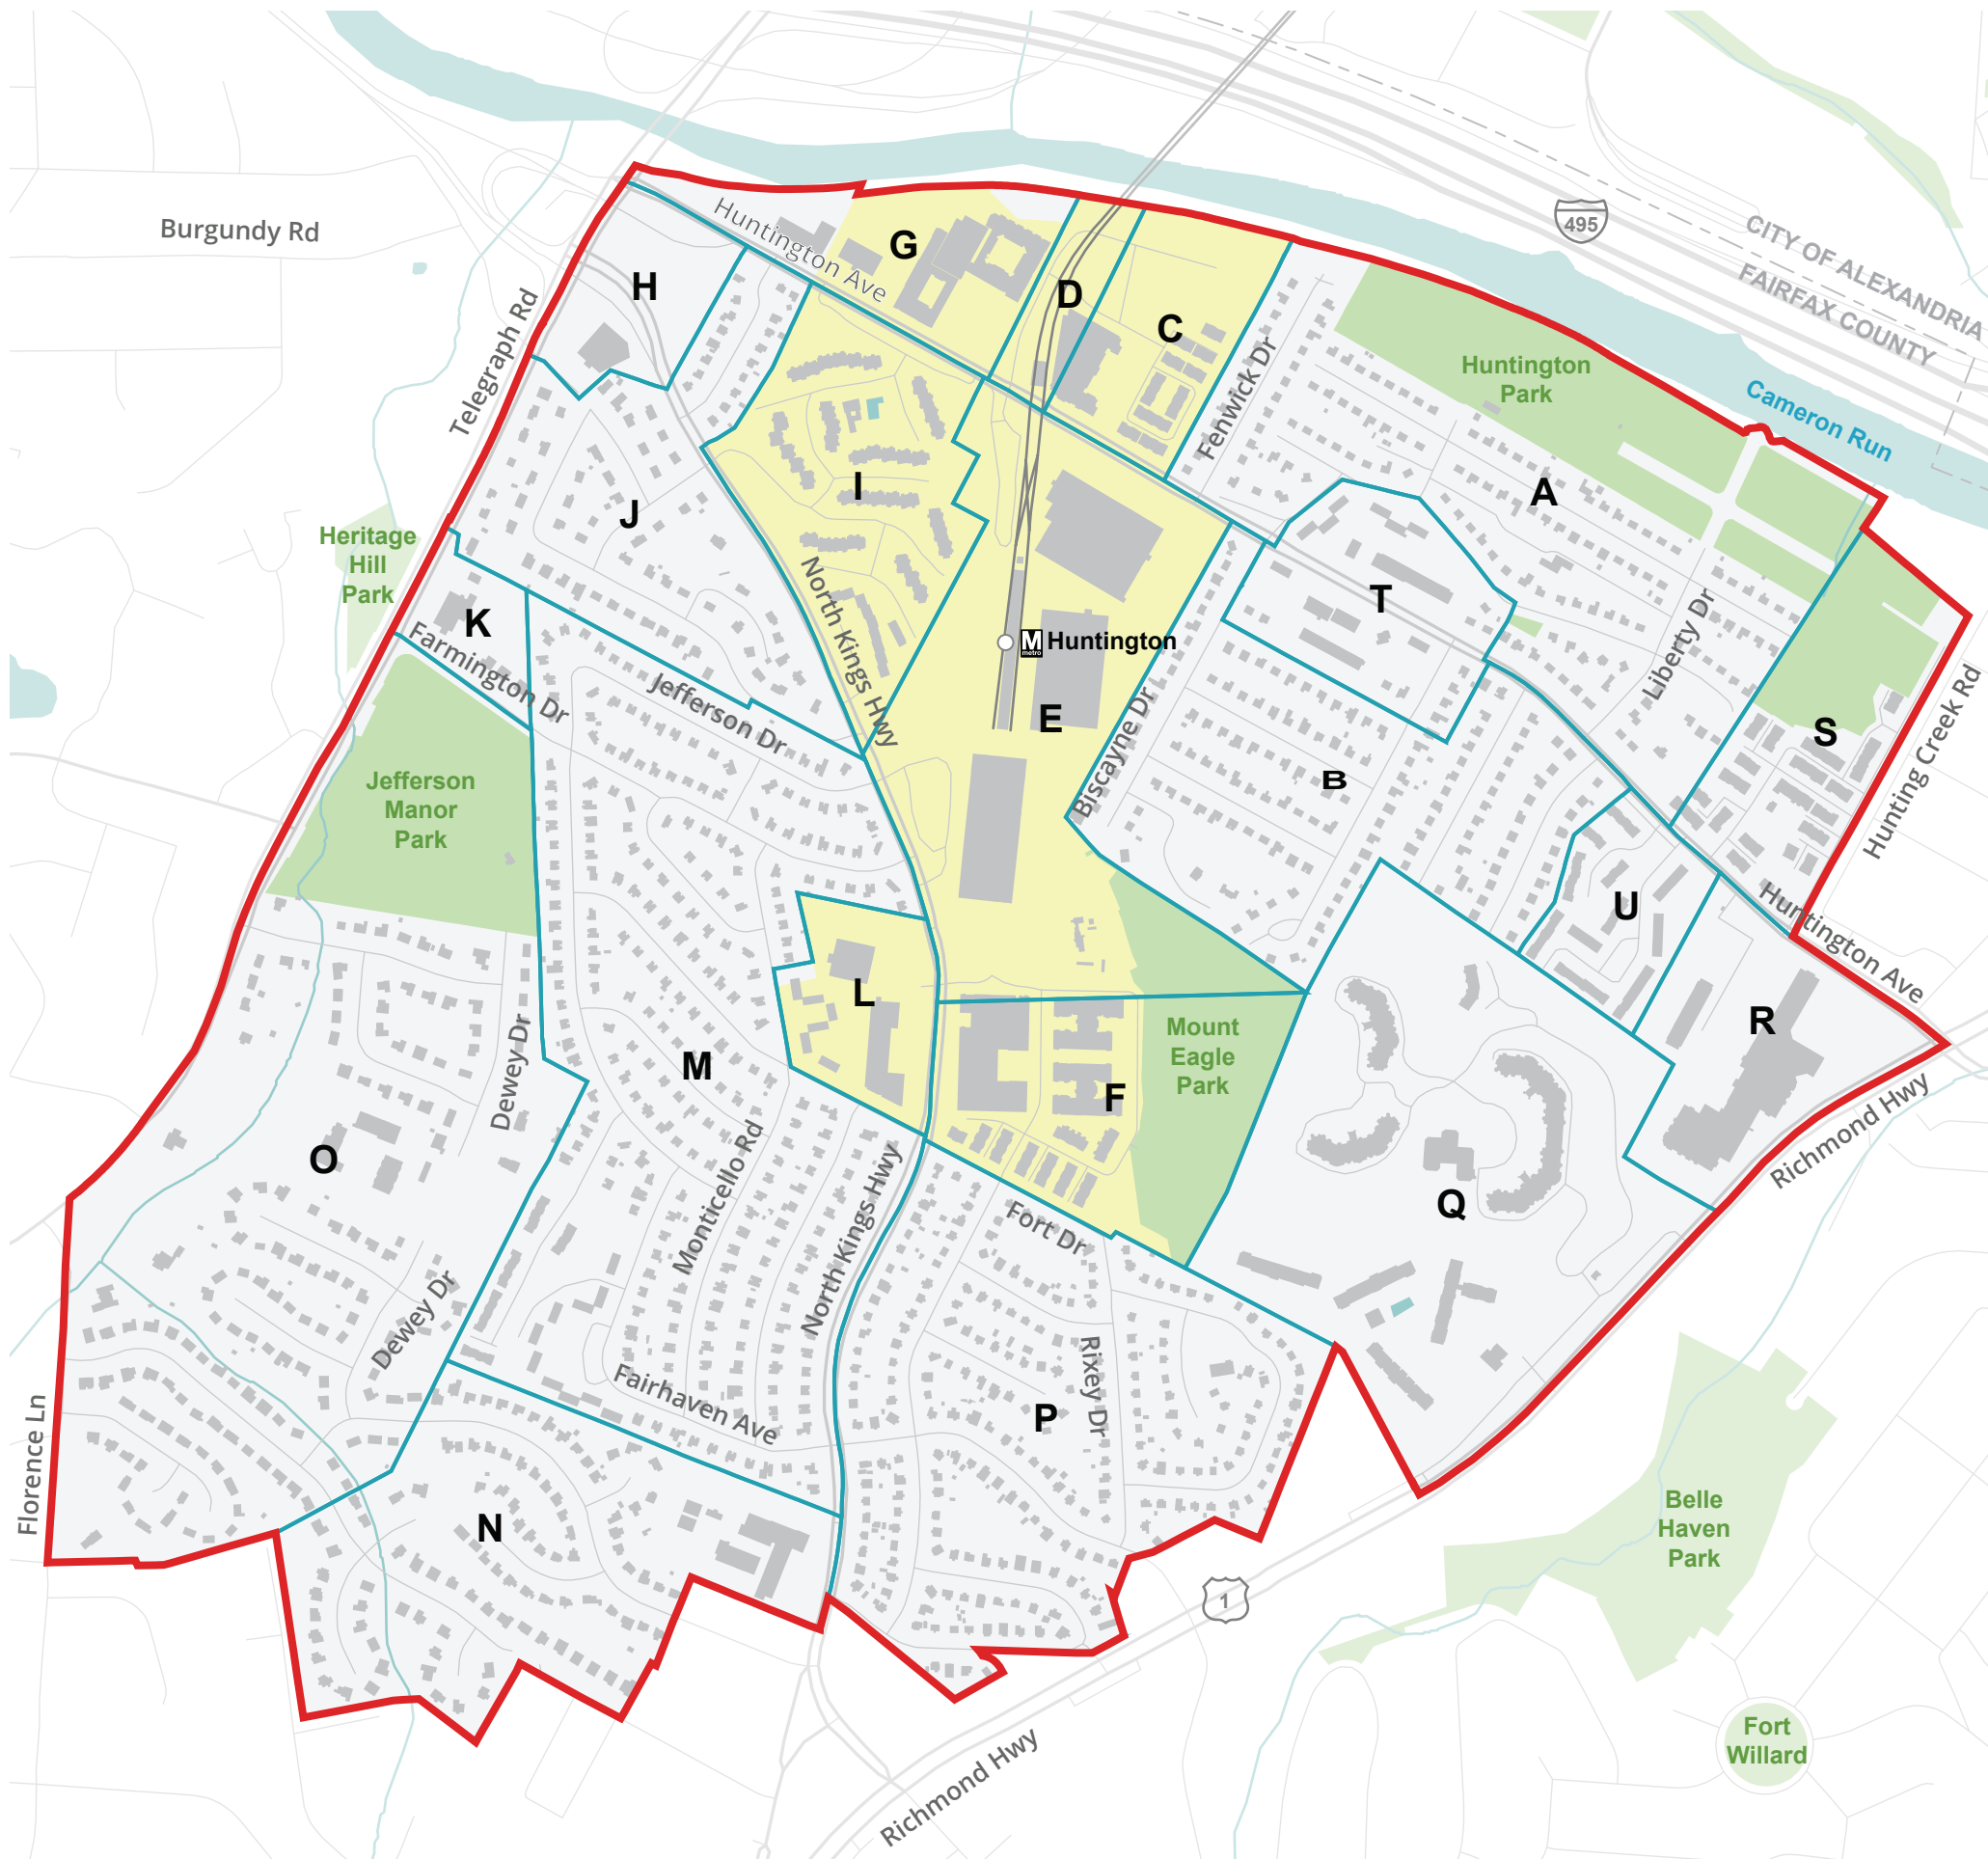 Burgundy Rd
Huntington Ave
G
H
D
C
495
CITY OF ALEXANDRIA
FAIRFAX COUNTY
Telegraph Rd
Fenwick Dr
Huntington
Park
Cameron Run
I
J
A
Heritage
Hill
Park
K
Farmington Dr
North Kings Hwy
M
metro
Huntington
T
Liberty Dr
Jefferson Dr
E
Biscayne Dr
B
S
Hunting Creek Rd
Jefferson
Manor
Park
U
Huntington Ave
L
R
Dewey Dr
M
Mount
Eagle
Park
F
Richmond Hwy
O
Monticello Rd
North Kings Hwy
Fort Dr
Q
Dewey Dr
Fairhaven Ave
Rixey Dr
P
Florence Ln
N
Belle
Haven
Park
1
Richmond Hwy
Fort
Willard